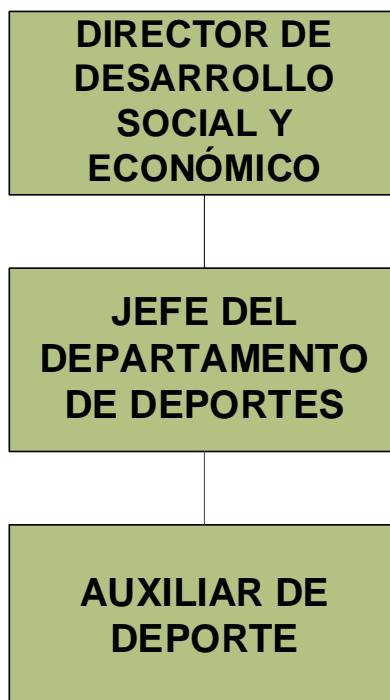 DIRECTOR DE
DESARROLLO
SOCIAL Y
ECONÓMICO
JEFE DEL
DEPARTAMENTO
DE DEPORTES
AUXILIAR DE
DEPORTE